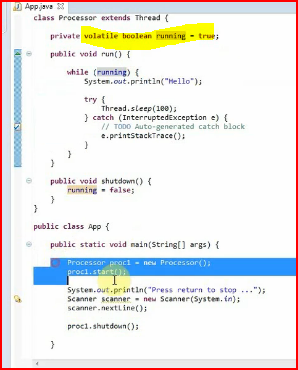 App.java
class Processor extends Thread {
private volatile boolean running = true;
public void run() {
while (running) {
System.out.println("Hello");
try {
Thread.sleep(100);
} catch (InterruptedException e) {
// TODO Auto-generated catch block
e.printStackTrace();
}
}
}
public void shutdown() {
running = false;
}
}
public class App {
public static void main(String[] args) {
Processor proc1 = new Processor();
proc1.start();
System.out.println("Press return to stop ...");
Scanner scanner = new Scanner(System.in);
scanner.nextLine();
proc1.shutdown();
}